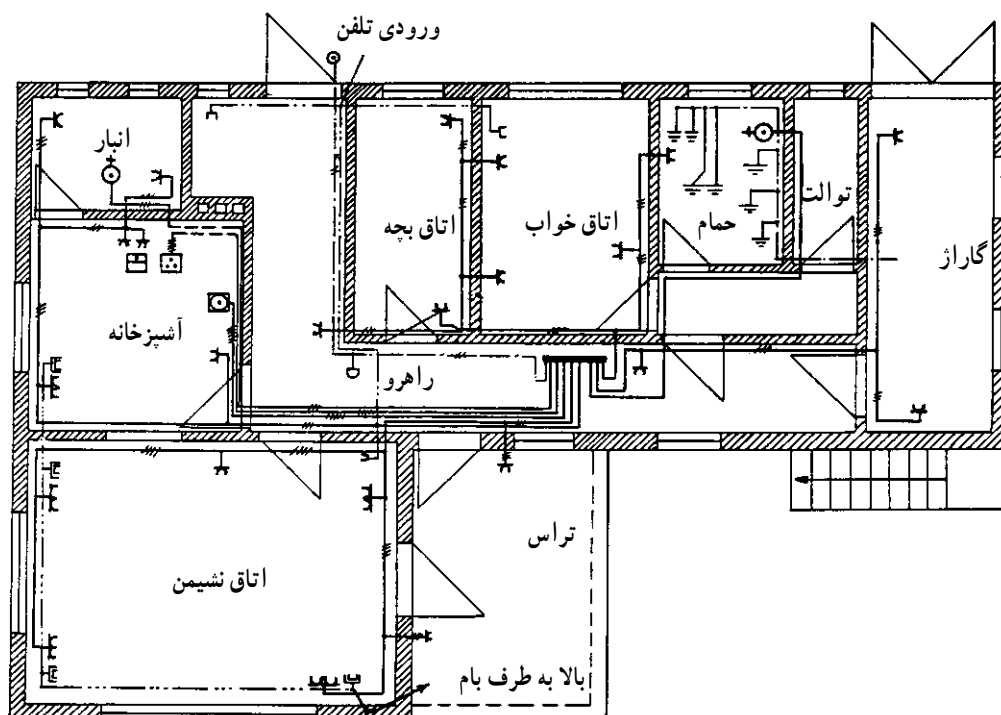 ورودی تلفن
انبار
اتاق بچه
اتاق خواب
حمام
توالت
گاراژ
آشپزخانه
راهرو
اتاق نشیمن
تراس
بالا به طرف بام